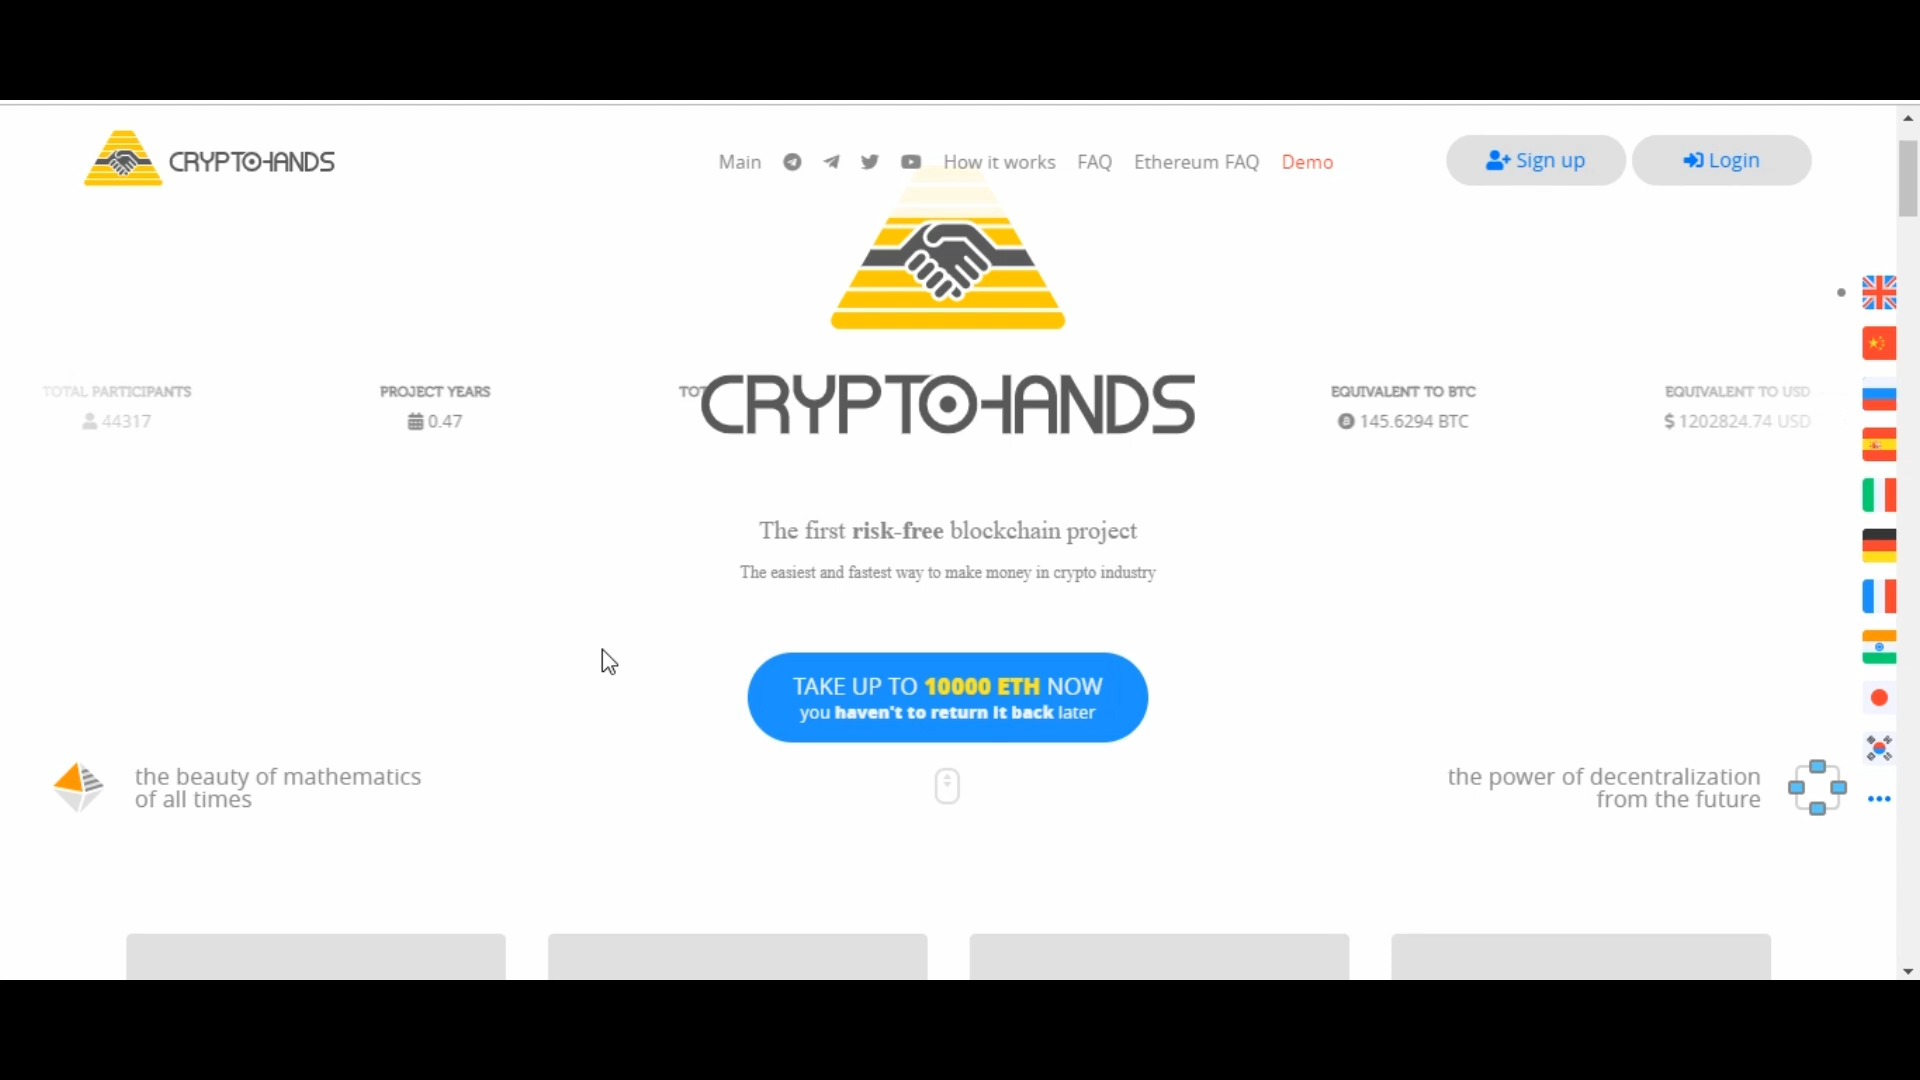 CRYPTOHANDS
Main
How it works
FAQ
Ethereum FAQ
Demo
Sign up
Login
TOTAL PARTICIPANTS
44317
PROJECT YEARS
0.47
TOT
CRYPTOHANDS
EQUIVALENT TO BTC
145.6294 BTC
EQUIVALENT TO USD
$ 1202824.74 USD
The first risk-free blockchain project
The easiest and fastest way to make money in crypto industry
TAKE UP TO 10000 ETH NOW
you haven't to return it back later
the beauty of mathematics
of all times
the power of decentralization
from the future